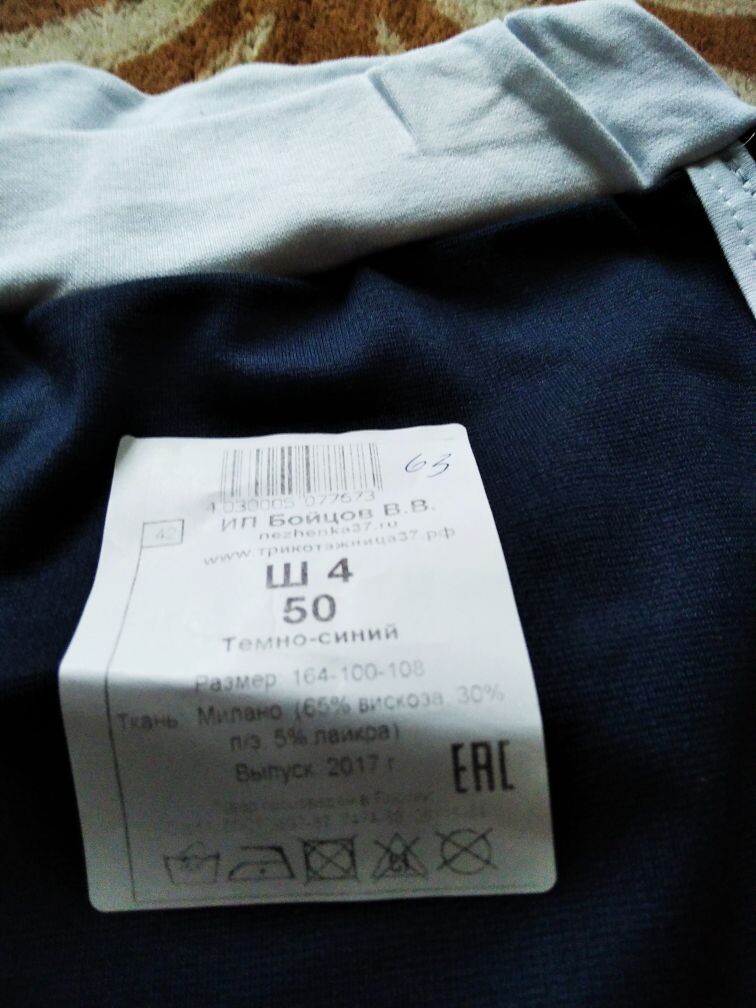 63
4 030005 077673
ИП Бойцов В.В.
42
nezhenka37.ru
www.трикотажница37.рф
Ш 4
50
Темно-синий
Размер: 164-100-108
Ткань: Милано (65% вискоза, 30%
п/э, 5% лайкра)
Выпуск: 2017 г.
EAC